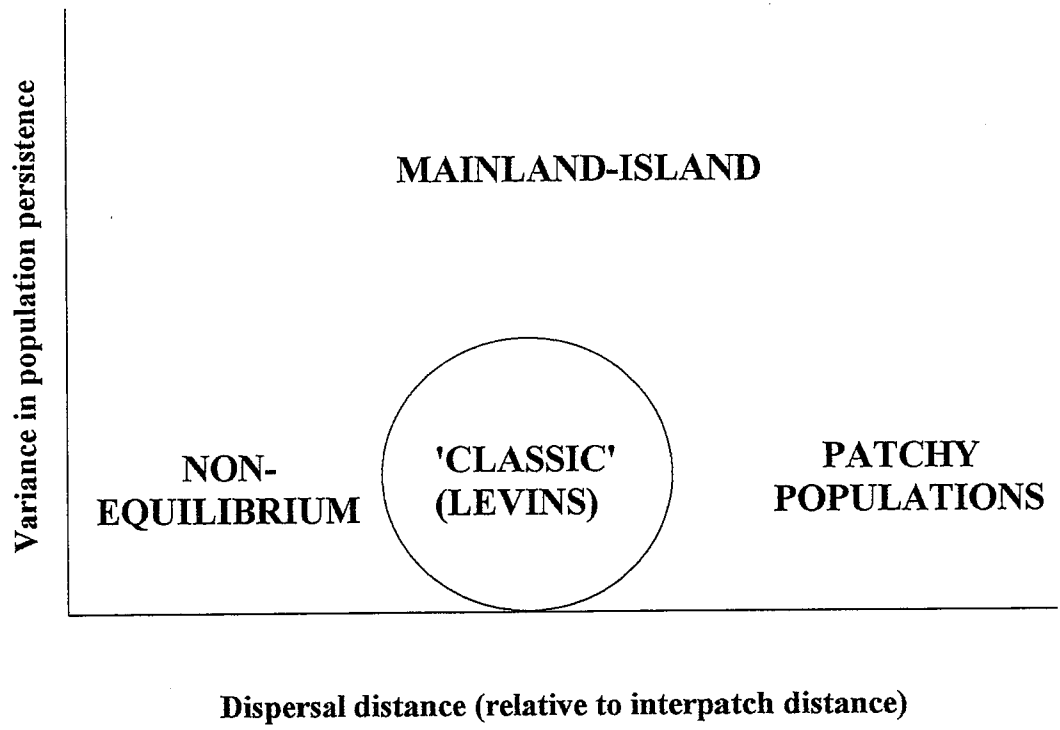 Variance in population persistence
MAINLAND-ISLAND
NON-
EQUILIBRIUM
'CLASSIC'
(LEVINS)
PATCHY
POPULATIONS
Dispersal distance (relative to interpatch distance)